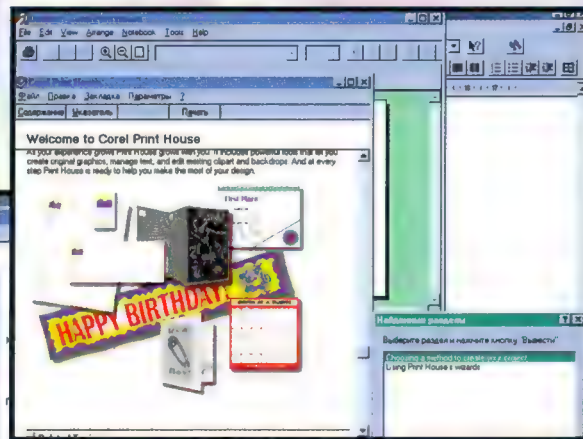 File Edit View Arrange Notebook Tools Help
Corel Print House
Файл Правка Закладка Параметры ?
Содержание Указатель Печать
Welcome to Corel Print House
As your experience grows Print House grows with you. It includes powerful tools that let you
create original graphics, manage text, and edit existing clipart and backdrops. And at every
step Print House is ready to help you make the most of your design.
First Place
HAPPY BIRTHDAY
Найденные разделы
Выберите раздел и нажмите кнопку "Вывести"
Choosing a method to create your project
Using Print House's wizards